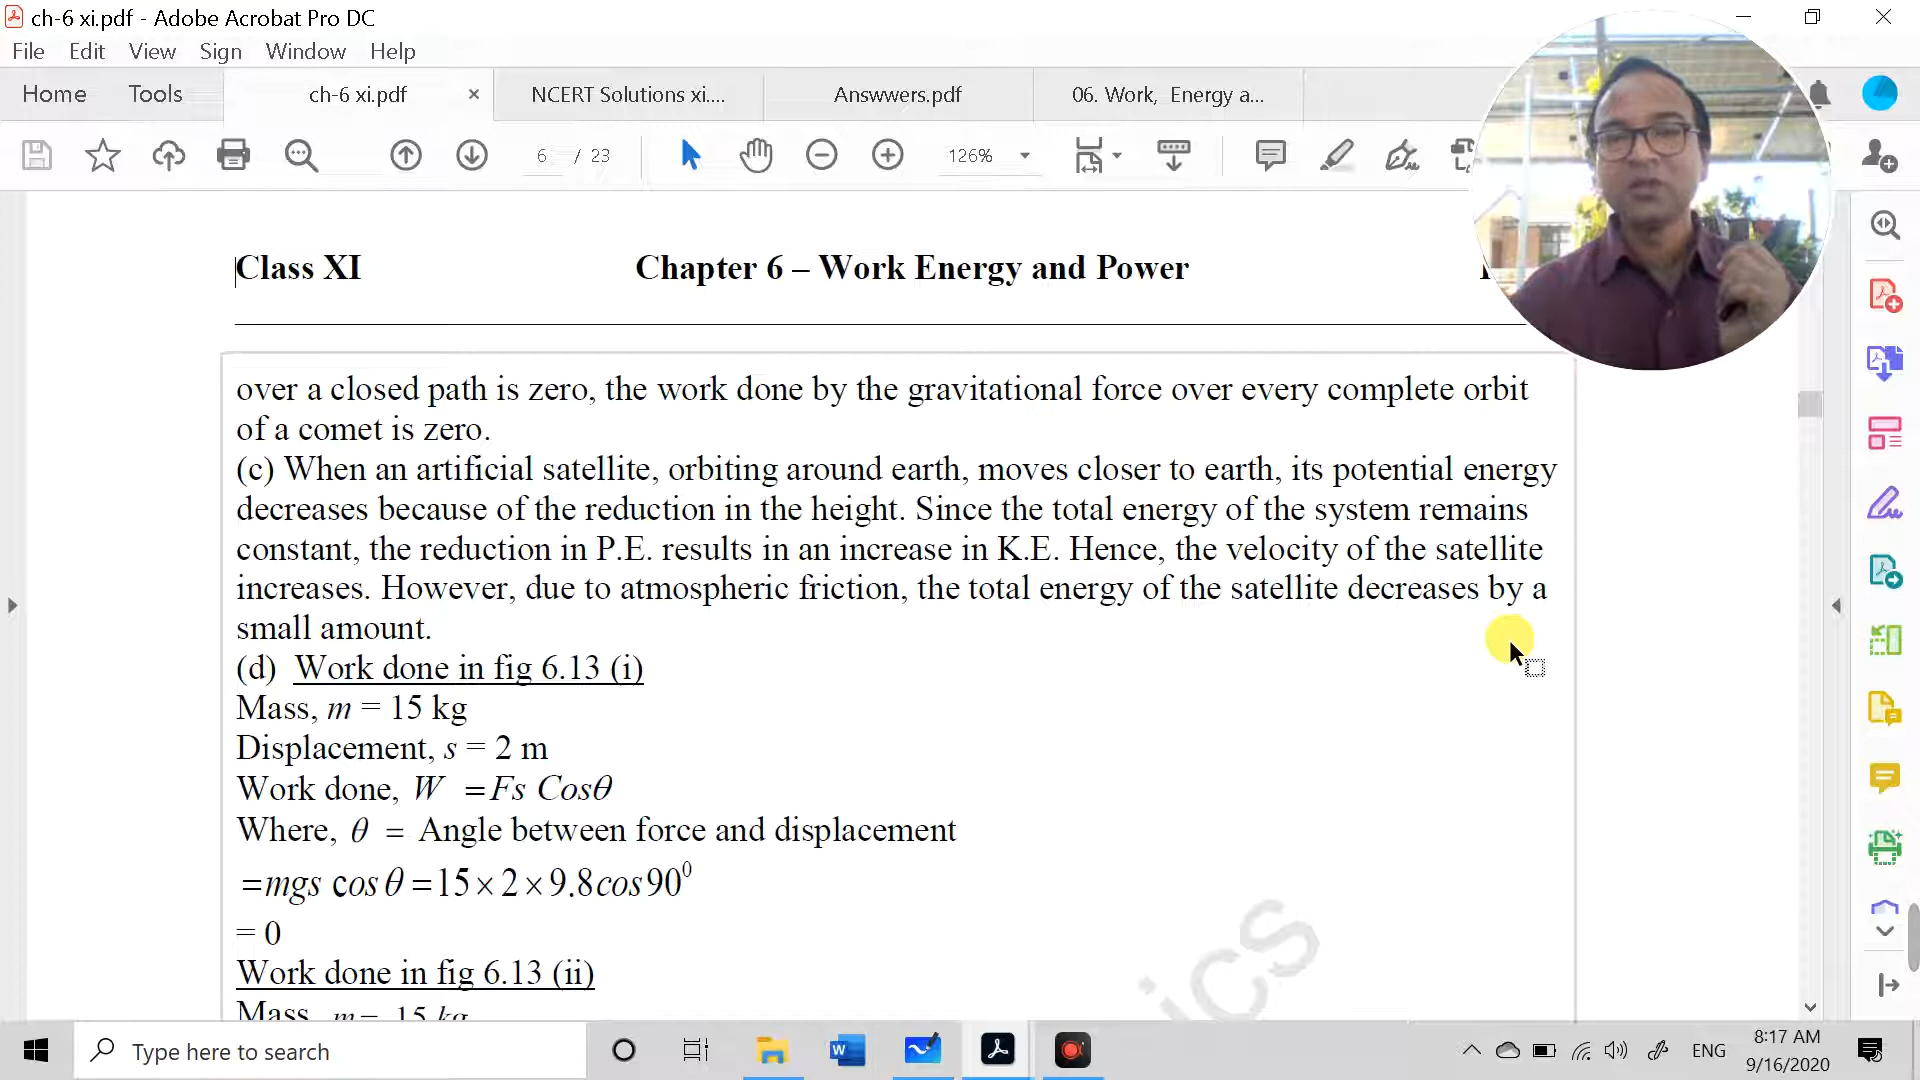 ch-6 xi.pdf - Adobe Acrobat Pro DC
File Edit View Sign Window Help
Home Tools ch-6 xi.pdf × NCERT Solutions xi.... Answwers.pdf 06. Work, Energy a...
6 / 23 126%
Class XI Chapter 6 – Work Energy and Power
over a closed path is zero, the work done by the gravitational force over every complete orbit
of a comet is zero.
(c) When an artificial satellite, orbiting around earth, moves closer to earth, its potential energy
decreases because of the reduction in the height. Since the total energy of the system remains
constant, the reduction in P.E. results in an increase in K.E. Hence, the velocity of the satellite
increases. However, due to atmospheric friction, the total energy of the satellite decreases by a
small amount.
(d) Work done in fig 6.13 (i)
Mass, m = 15 kg
Displacement, s = 2 m
Work done, W =Fs Cosθ
Where, θ = Angle between force and displacement
=mgs cos θ =15×2×9.8cos90⁰
= 0
Work done in fig 6.13 (ii)
Mass, m = 15 kg
ics
Type here to search
ENG
8:17 AM
9/16/2020